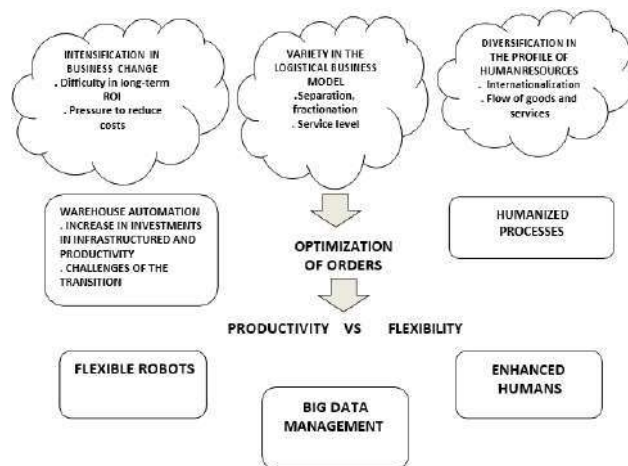 INTENSIFICATION IN
BUSINESS CHANGE
. Difficulty in long-term
ROI
. Pressure to reduce
costs
VARIETY IN THE
LOGISTICAL BUSINESS
MODEL
.Separation,
fractionation
. Service level
DIVERSIFICATION IN
THE PROFILE OF
HUMANRESOURCES
. Internationalization
. Flow of goods and
services
WAREHOUSE AUTOMATION
. INCREASE IN INVESTMENTS
IN INFRASTRUCTURED AND
PRODUCTIVITY
. CHALLENGES OF THE
TRANSITION
OPTIMIZATION
OF ORDERS
HUMANIZED
PROCESSES
PRODUCTIVITY VS FLEXIBILITY
FLEXIBLE ROBOTS
BIG DATA
MANAGEMENT
ENHANCED
HUMANS